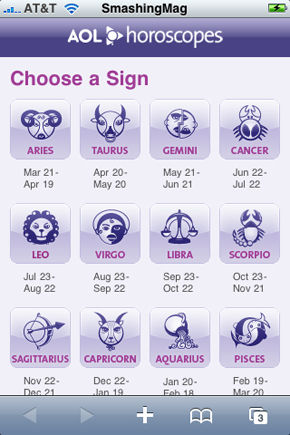 AT&T SmashingMag
AOL horoscopes
Choose a Sign
ARIES TAURUS GEMINI CANCER
Mar 21- Apr 20- May 21- Jun 22-
Apr 19 May 20 Jun 21 Jul 22
LEO VIRGO LIBRA SCORPIO
Jul 23- Aug 23- Sep 23- Oct 23-
Aug 22 Sep 22 Oct 22 Nov 21
SAGITTARIUS CAPRICORN AQUARIUS PISCES
Nov 22- Dec 22- Jan 20- Feb 19-
Dec 21 Jan 19 Feb 18 Mar 20
3